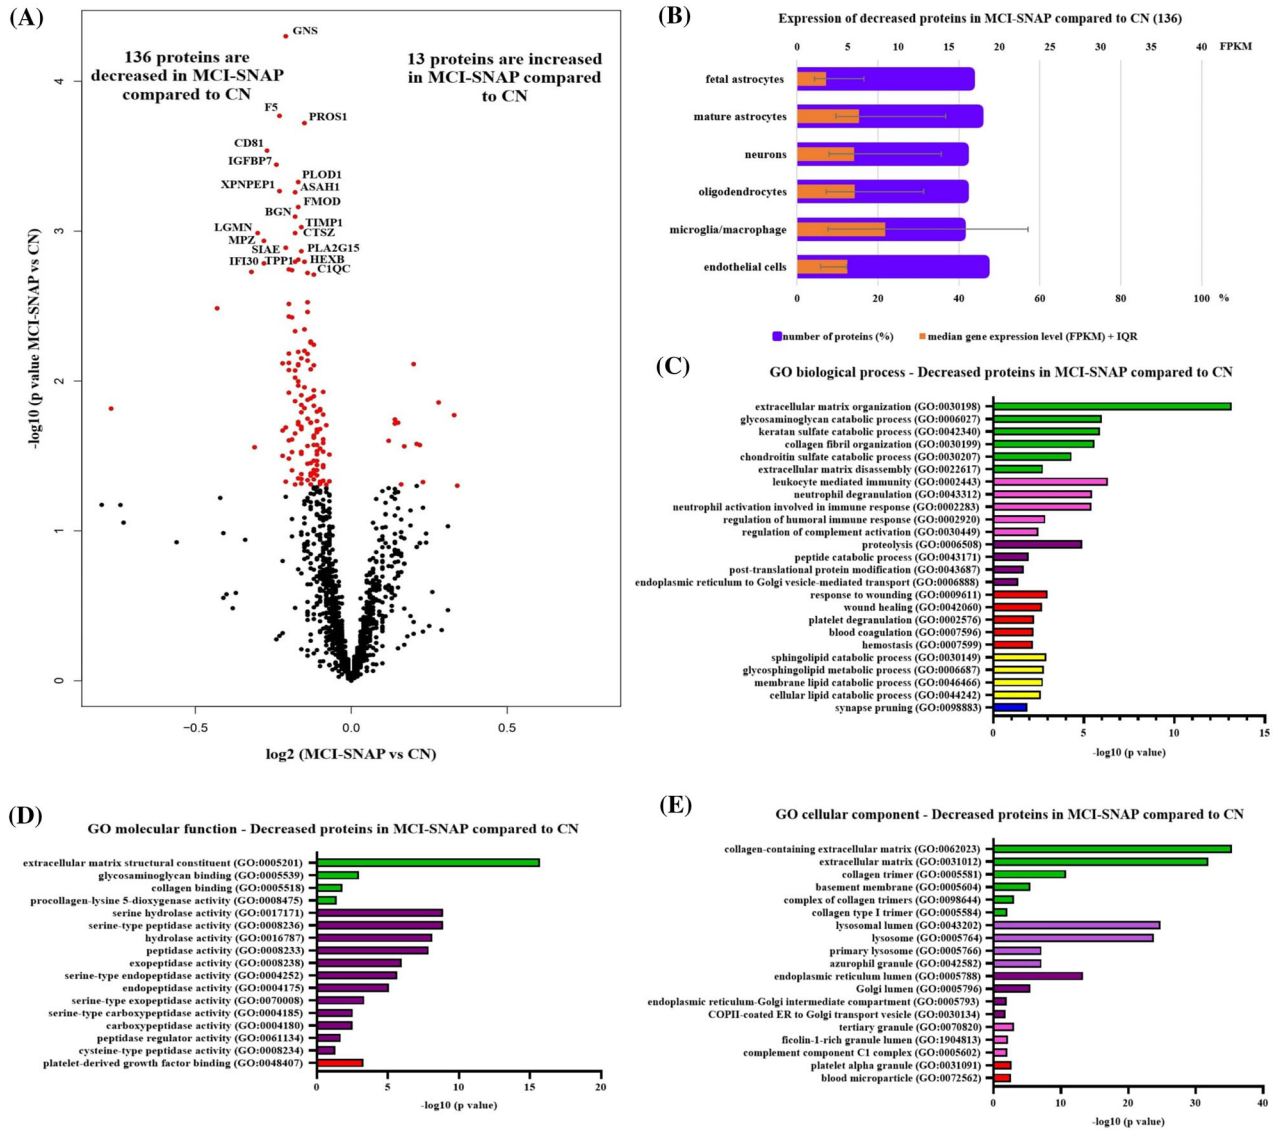 (A)
136 proteins are
decreased in MCI-SNAP
compared to CN
13 proteins are increased
in MCI-SNAP compared
to CN
GNS
F5
PROS1
CD81
IGFBP7
PLOD1
XPNPEP1
ASAH1
FMOD
BGN
TIMP1
LGMN
CTSZ
MPZ
SIAE
PLA2G15
IFI30
TPP1
HEXB
C1QC
-log10 (p value MCI-SNAP vs CN)
4
3
2
1
0
−0.5
0.0
0.5
log2 (MCI-SNAP vs CN)
(B)
Expression of decreased proteins in MCI-SNAP compared to CN (136)
0 5 10 15 20 25 30 35 40 FPKM
fetal astrocytes
mature astrocytes
neurons
oligodendrocytes
microglia/macrophage
endothelial cells
0 20 40 60 80 100 %
number of proteins (%)
median gene expression level (FPKM) + IQR
(C)
GO biological process - Decreased proteins in MCI-SNAP compared to CN
extracellular matrix organization (GO:0030198)
glycosaminoglycan catabolic process (GO:0006027)
keratan sulfate catabolic process (GO:0042340)
collagen fibril organization (GO:0030199)
chondroitin sulfate catabolic process (GO:0030207)
extracellular matrix disassembly (GO:0022617)
leukocyte mediated immunity (GO:0002443)
neutrophil degranulation (GO:0043312)
neutrophil activation involved in immune response (GO:0002283)
regulation of humoral immune response (GO:0002920)
regulation of complement activation (GO:0030449)
proteolysis (GO:0006508)
peptide catabolic process (GO:0043171)
post-translational protein modification (GO:0043687)
endoplasmic reticulum to Golgi vesicle-mediated transport (GO:0006888)
response to wounding (GO:0009611)
wound healing (GO:0042060)
platelet degranulation (GO:0002576)
blood coagulation (GO:0007596)
hemostasis (GO:0007599)
sphingolipid catabolic process (GO:0030149)
glycosphingolipid metabolic process (GO:0006687)
membrane lipid catabolic process (GO:0046466)
cellular lipid catabolic process (GO:0044242)
synapse pruning (GO:0098883)
0 5 10 15
-log10 (p value)
(D)
GO molecular function - Decreased proteins in MCI-SNAP compared to CN
extracellular matrix structural constituent (GO:0005201)
glycosaminoglycan binding (GO:0005539)
collagen binding (GO:0005518)
procollagen-lysine 5-dioxygenase activity (GO:0008475)
serine hydrolase activity (GO:0017171)
serine-type peptidase activity (GO:0008236)
hydrolase activity (GO:0016787)
peptidase activity (GO:0008233)
exopeptidase activity (GO:0008238)
serine-type endopeptidase activity (GO:0004252)
endopeptidase activity (GO:0004175)
serine-type exopeptidase activity (GO:0070008)
serine-type carboxypeptidase activity (GO:0004185)
carboxypeptidase activity (GO:0004180)
peptidase regulator activity (GO:0061134)
cysteine-type peptidase activity (GO:0008234)
platelet-derived growth factor binding (GO:0048407)
0 5 10 15 20
-log10 (p value)
(E)
GO cellular component - Decreased proteins in MCI-SNAP compared to CN
collagen-containing extracellular matrix (GO:0062023)
extracellular matrix (GO:0031012)
collagen trimer (GO:0005581)
basement membrane (GO:0005604)
complex of collagen trimers (GO:0098644)
collagen type I trimer (GO:0005584)
lysosomal lumen (GO:0043202)
lysosome (GO:0005764)
primary lysosome (GO:0005766)
azurophil granule (GO:0042582)
endoplasmic reticulum lumen (GO:0005788)
Golgi lumen (GO:0005796)
endoplasmic reticulum-Golgi intermediate compartment (GO:0005793)
COPII-coated ER to Golgi transport vesicle (GO:0030134)
tertiary granule (GO:0070820)
ficolin-1-rich granule lumen (GO:1904813)
complement component C1 complex (GO:0005602)
platelet alpha granule (GO:0031091)
blood microparticle (GO:0072562)
0 10 20 30 40
-log10 (p value)